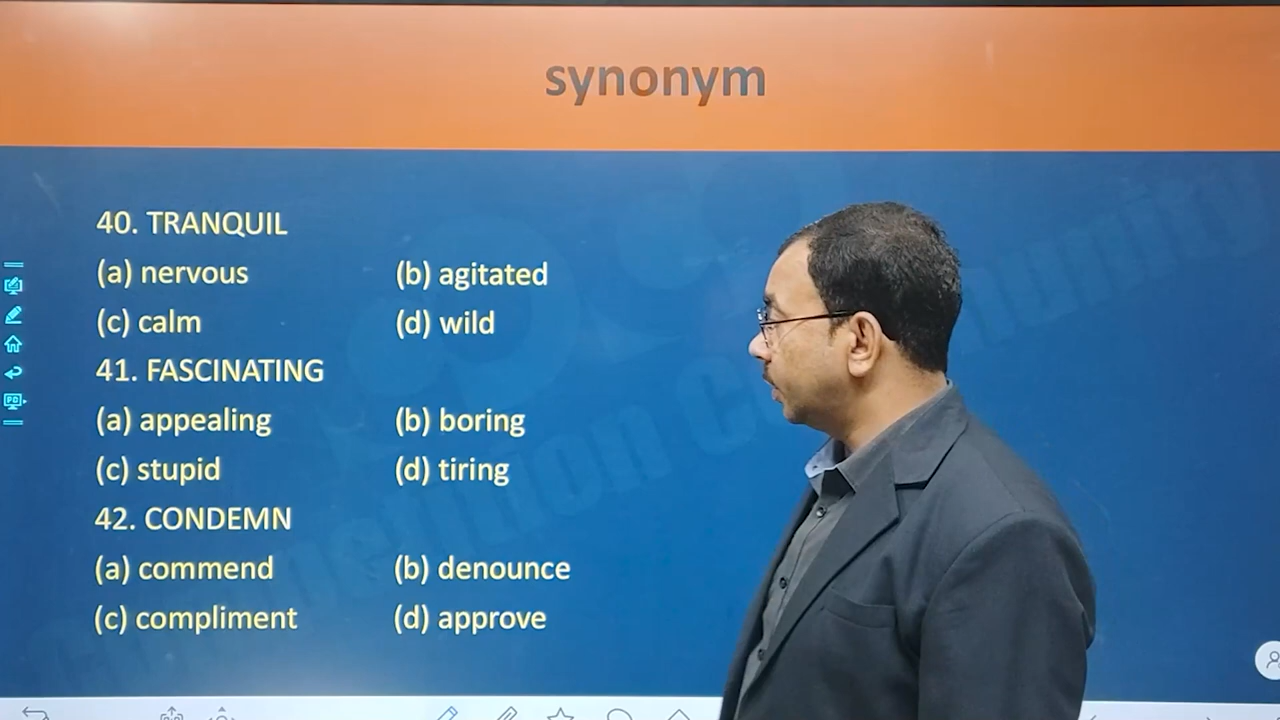 synonym
40. TRANQUIL
(a) nervous (b) agitated
(c) calm (d) wild
41. FASCINATING
(a) appealing (b) boring
(c) stupid (d) tiring
42. CONDEMN
(a) commend (b) denounce
(c) compliment (d) approve